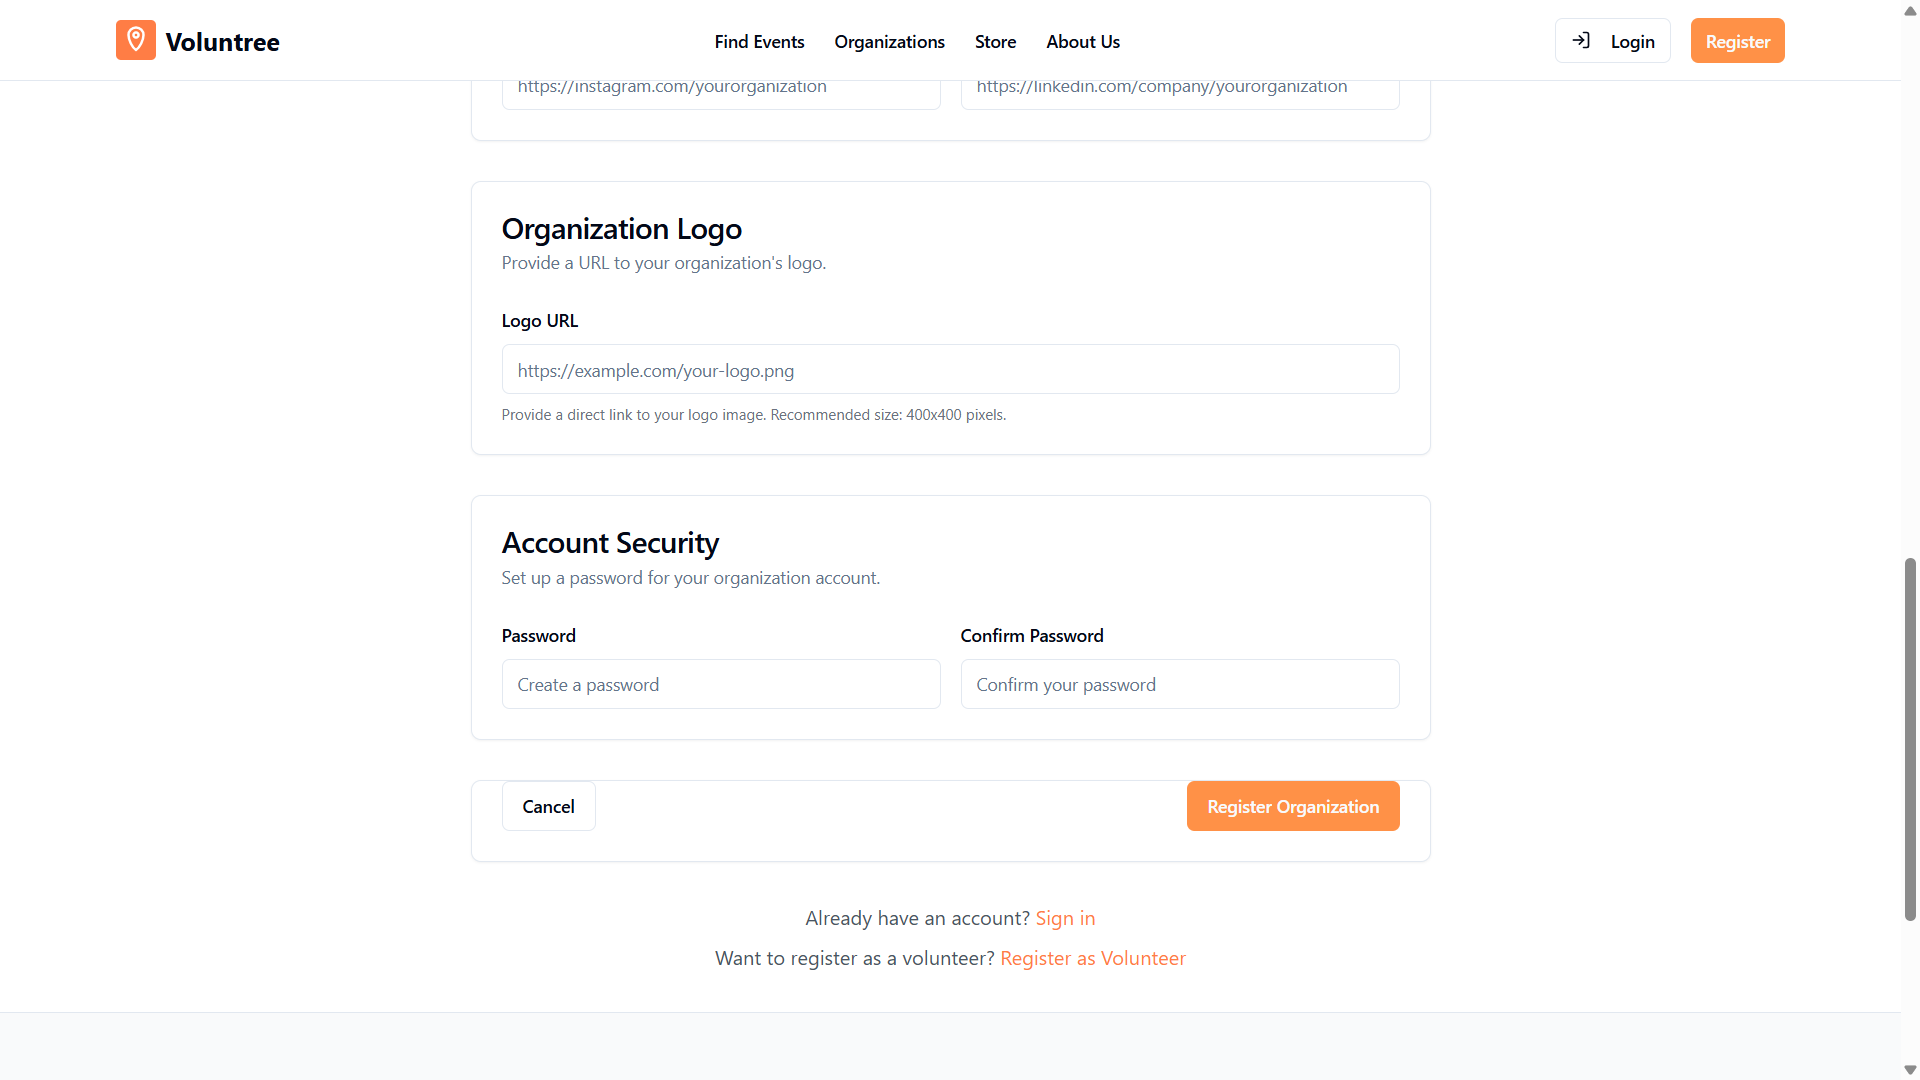 Voluntree
Find Events
Organizations
Store
About Us
Login
Register
https://instagram.com/yourorganization
https://linkedin.com/company/yourorganization
Organization Logo
Provide a URL to your organization's logo.
Logo URL
https://example.com/your-logo.png
Provide a direct link to your logo image. Recommended size: 400x400 pixels.
Account Security
Set up a password for your organization account.
Password
Confirm Password
Create a password
Confirm your password
Cancel
Register Organization
Already have an account? Sign in
Want to register as a volunteer? Register as Volunteer